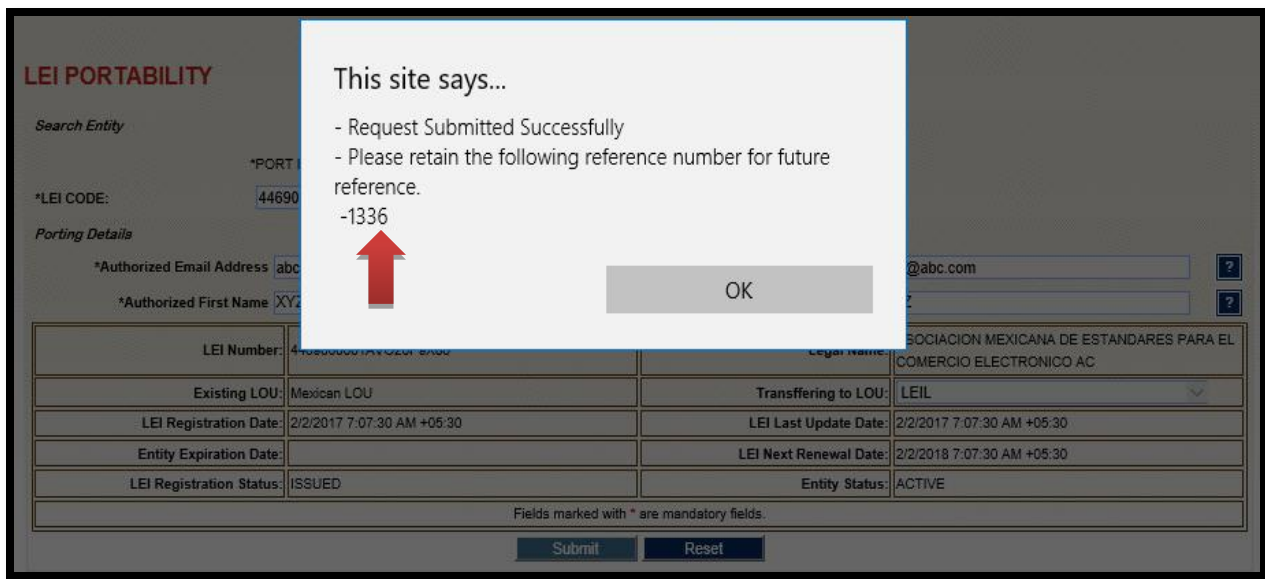 LEI PORTABILITY
This site says...
Search Entity
- Request Submitted Successfully
- Please retain the following reference number for future
reference.
-1336
*PORT
*LEI CODE: 44690
Porting Details
*Authorized Email Address abc @abc.com ?
OK
*Authorized First Name XYZ ?
LEI Number: Legal Name: SOCIACION MEXICANA DE ESTANDARES PARA EL
COMERCIO ELECTRONICO AC
Existing LOU: Mexican LOU Transffering to LOU: LEIL
LEI Registration Date: 2/2/2017 7:07:30 AM +05:30 LEI Last Update Date: 2/2/2017 7:07:30 AM +05:30
Entity Expiration Date: LEI Next Renewal Date: 2/2/2018 7:07:30 AM +05:30
LEI Registration Status: ISSUED Entity Status: ACTIVE
Fields marked with * are mandatory fields.
Submit Reset